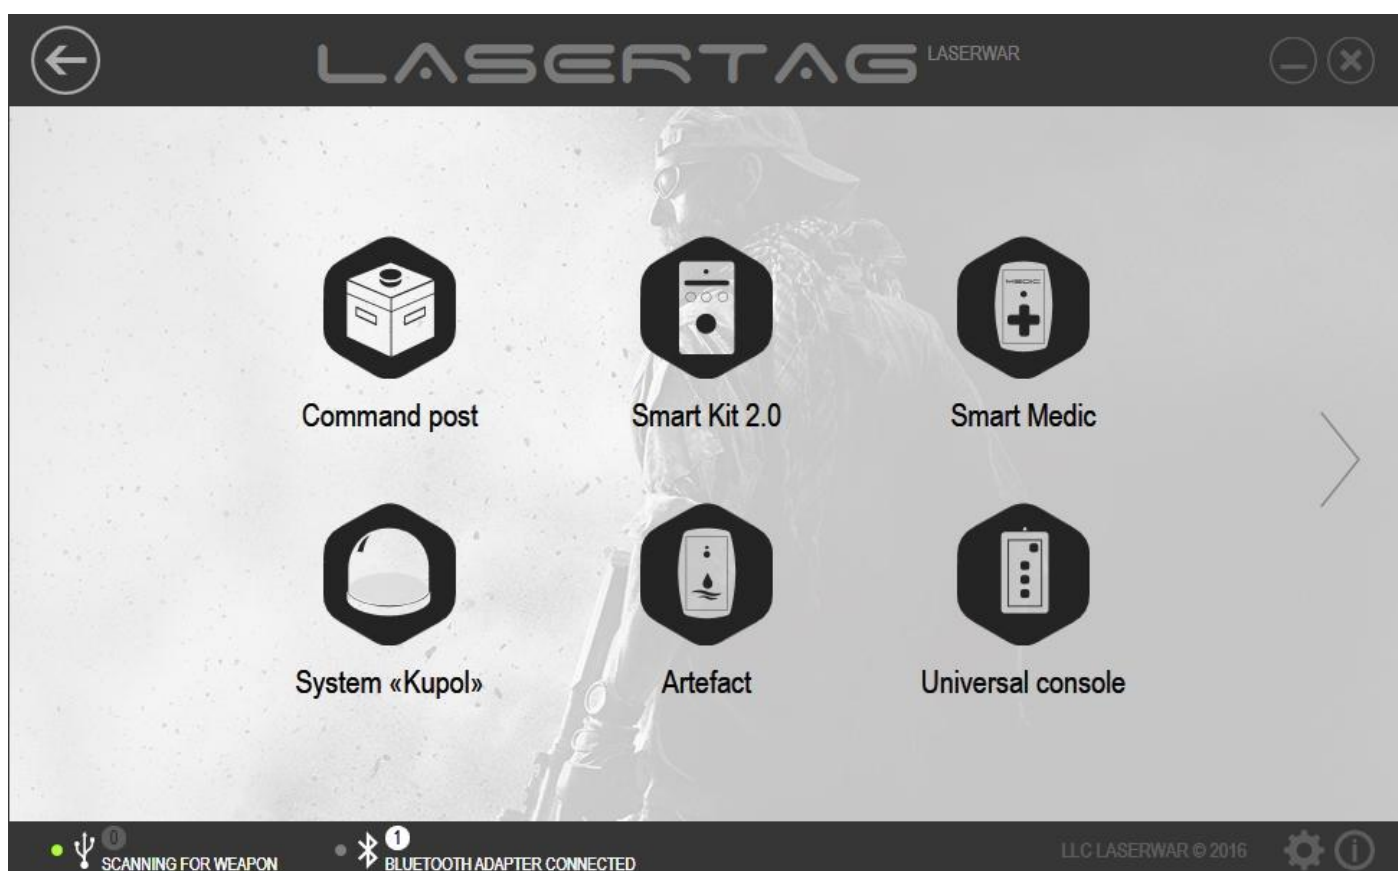 LASERTAG LASERWAR
Command post
Smart Kit 2.0
MEDIC
Smart Medic
System «Kupol»
Artefact
Universal console
0
SCANNING FOR WEAPON
1
BLUETOOTH ADAPTER CONNECTED
LLC LASERWAR © 2016